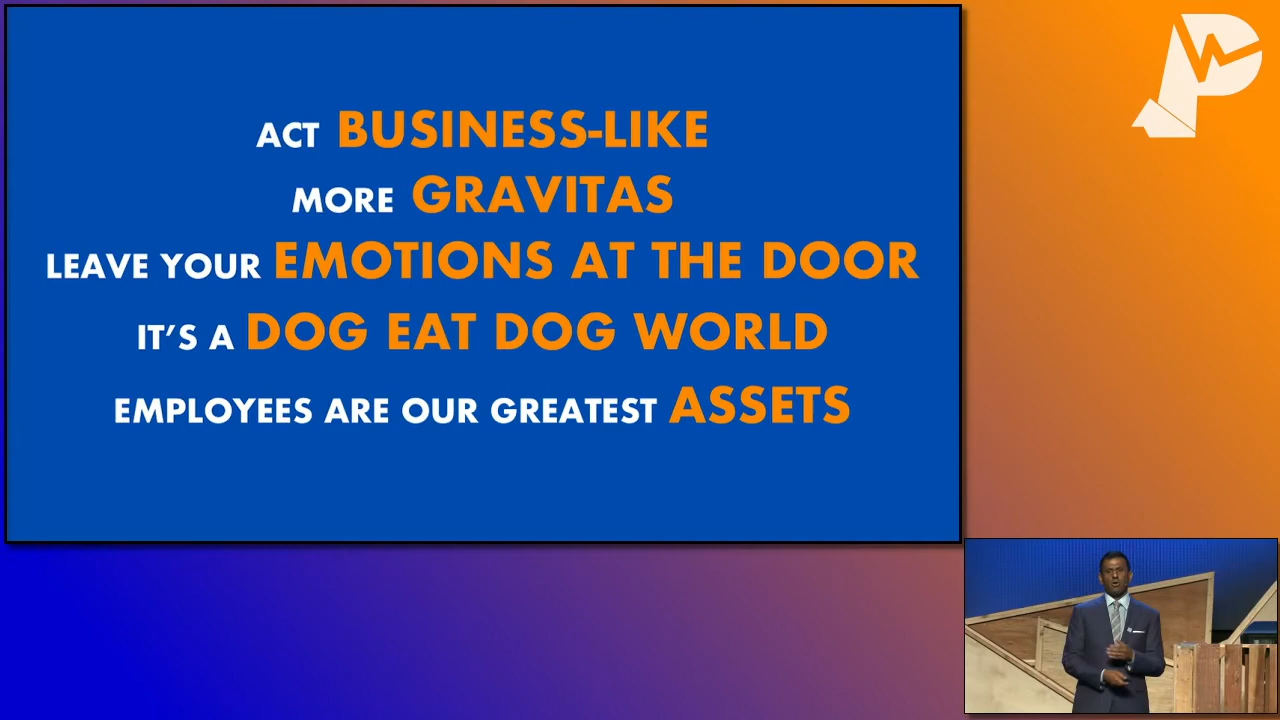 ACT BUSINESS-LIKE
MORE GRAVITAS
LEAVE YOUR EMOTIONS AT THE DOOR
IT’S A DOG EAT DOG WORLD
EMPLOYEES ARE OUR GREATEST ASSETS